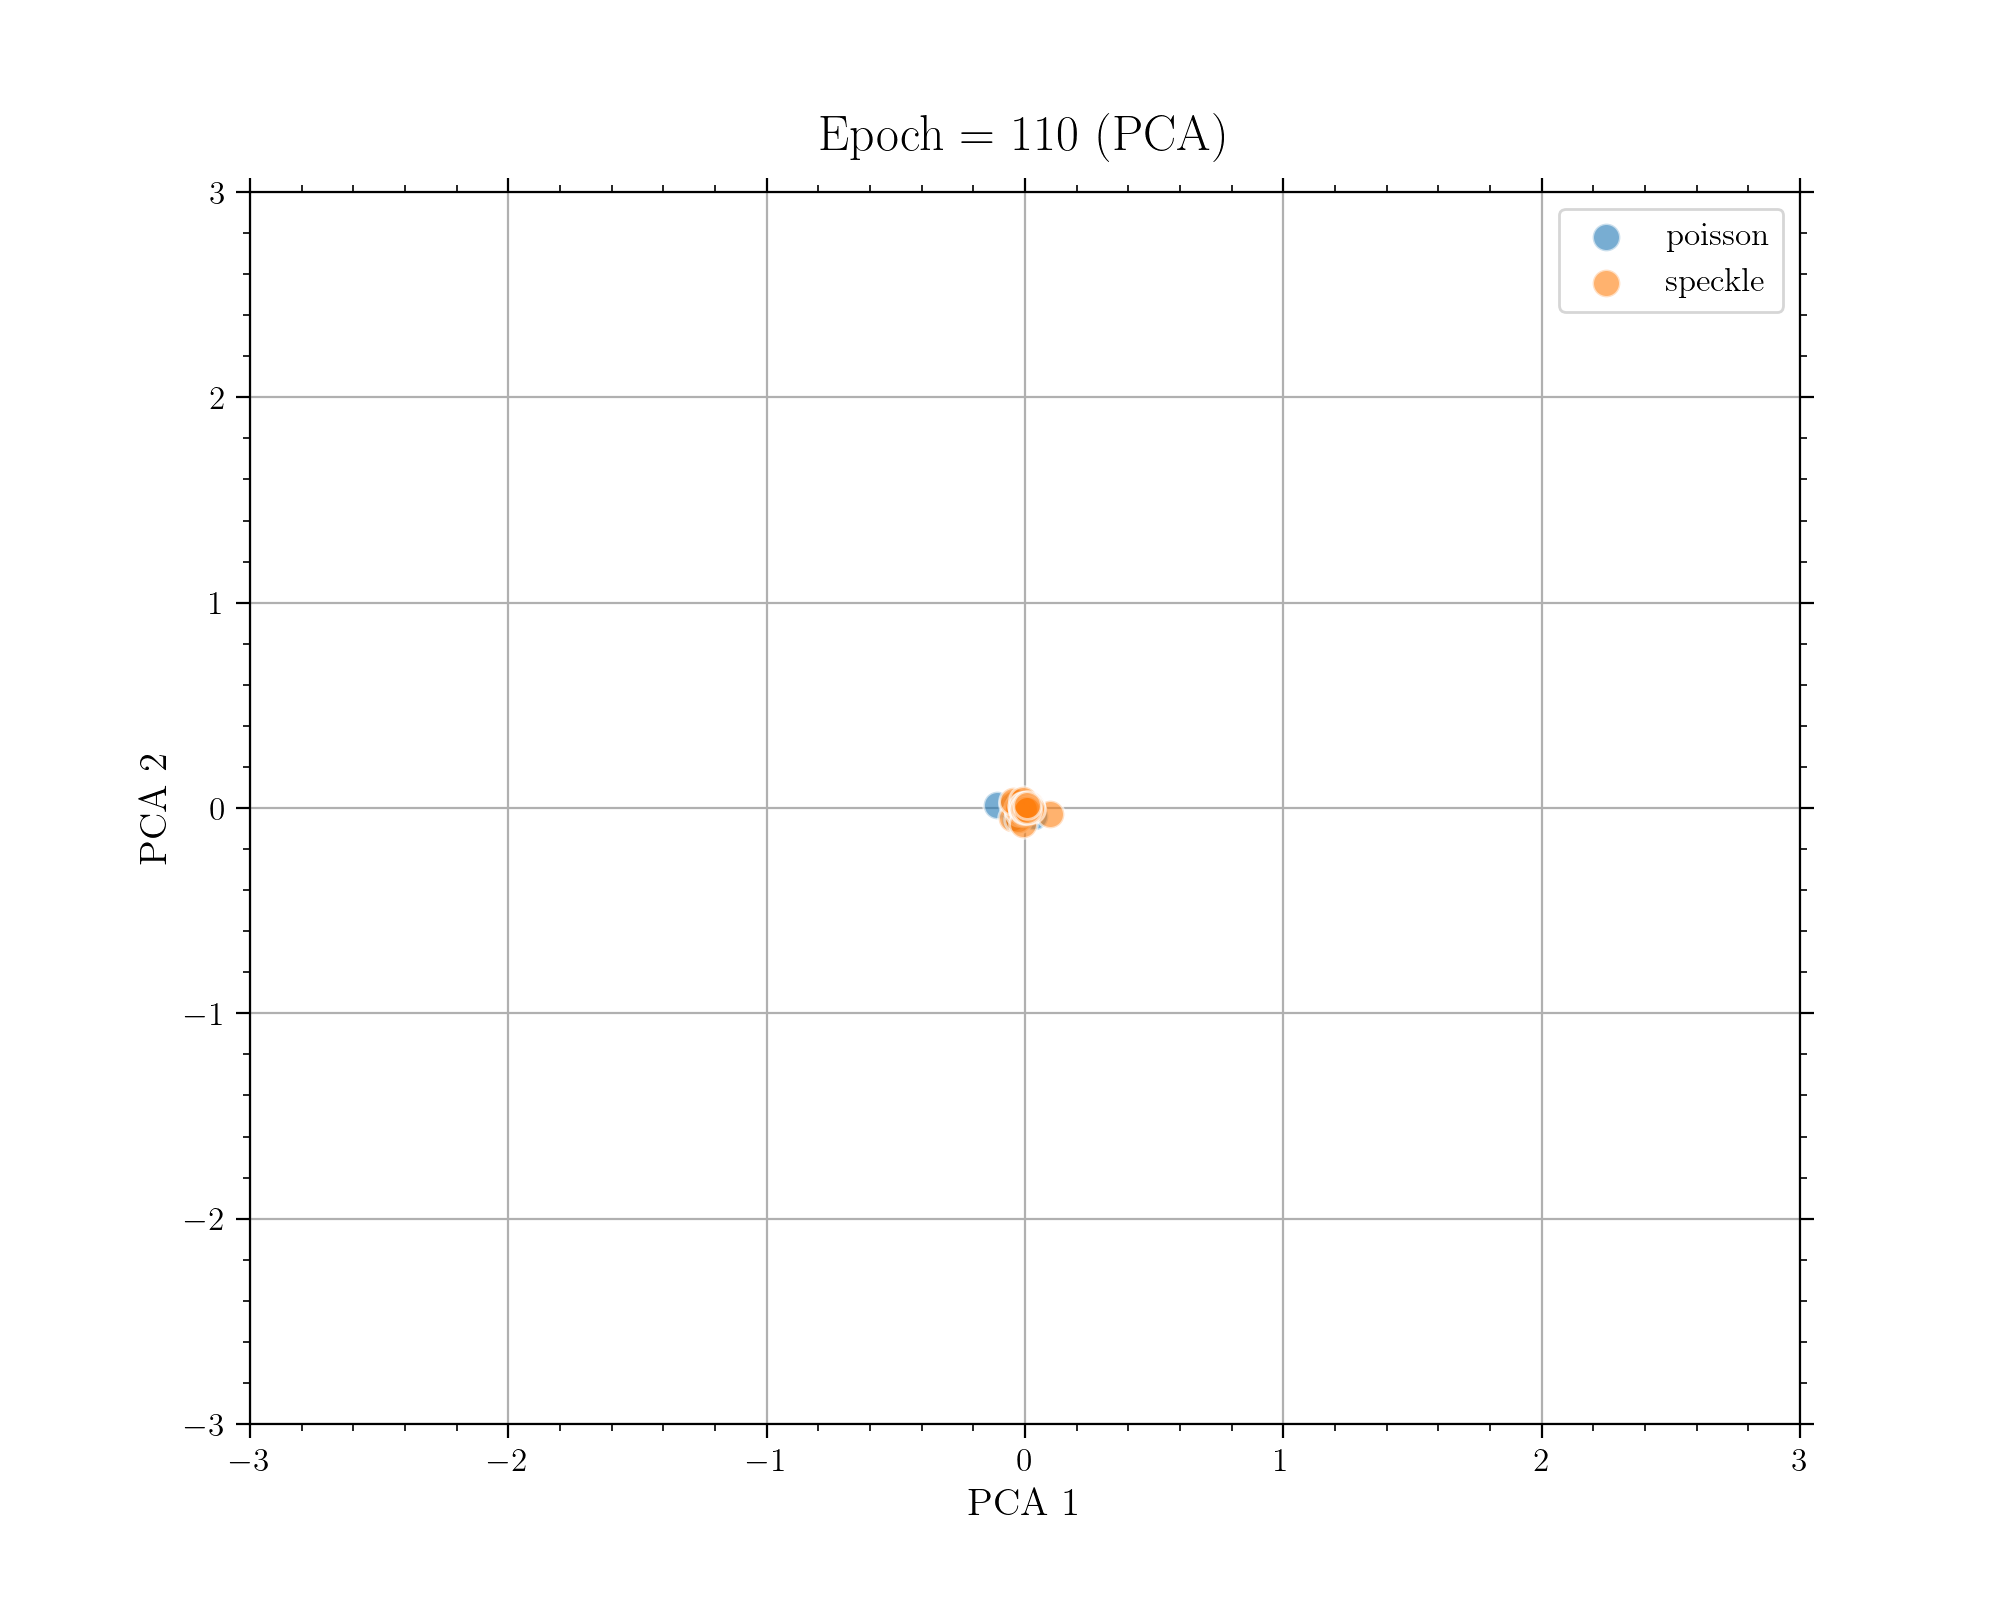 Epoch = 110 (PCA)
poisson
speckle
3
2
1
0
−1
−2
−3
PCA 2
−3 −2 −1 0 1 2 3
PCA 1